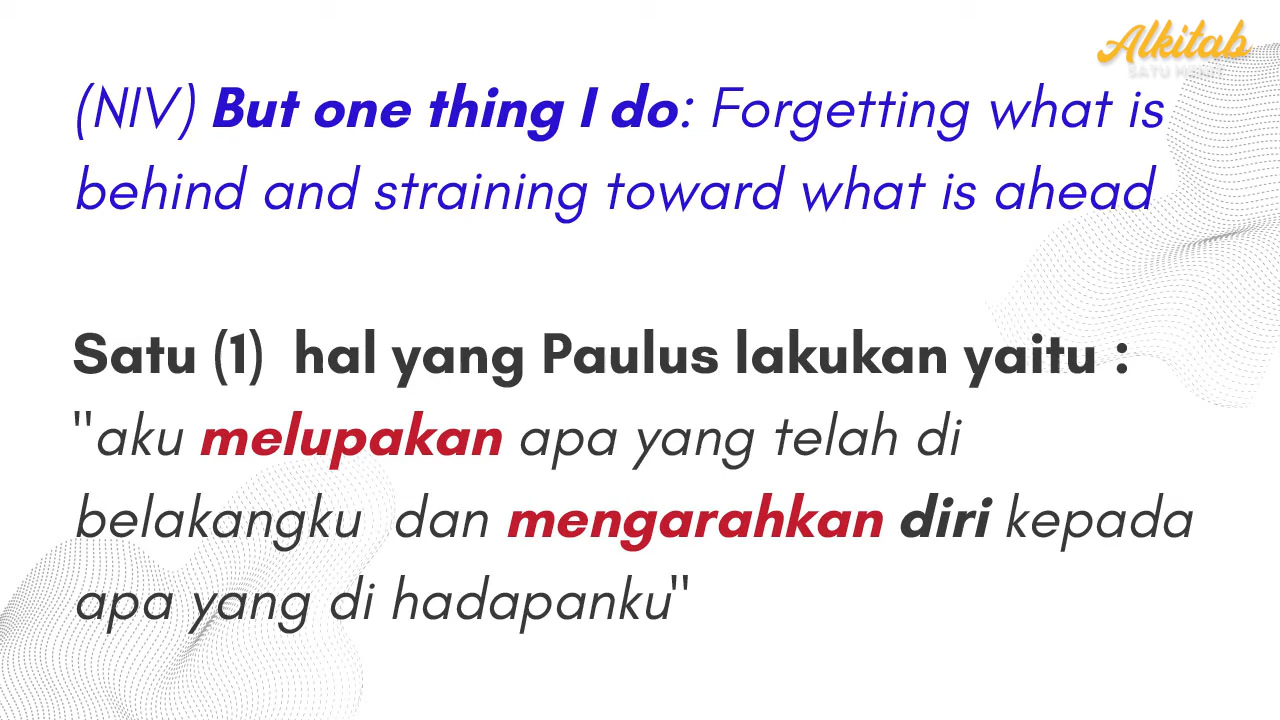 Alkitab
SATU MENIT
(NIV) But one thing I do: Forgetting what is
behind and straining toward what is ahead
Satu (1) hal yang Paulus lakukan yaitu :
"aku melupakan apa yang telah di
belakangku dan mengarahkan diri kepada
apa yang di hadapanku"